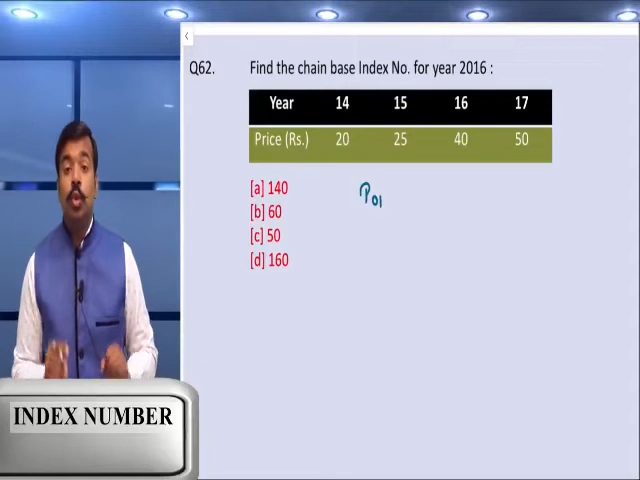 Q62. Find the chain base Index No. for year 2016 :
Year 14 15 16 17
Price (Rs.) 20 25 40 50
[a] 140
[b] 60
[c] 50
[d] 160
P01
INDEX NUMBER